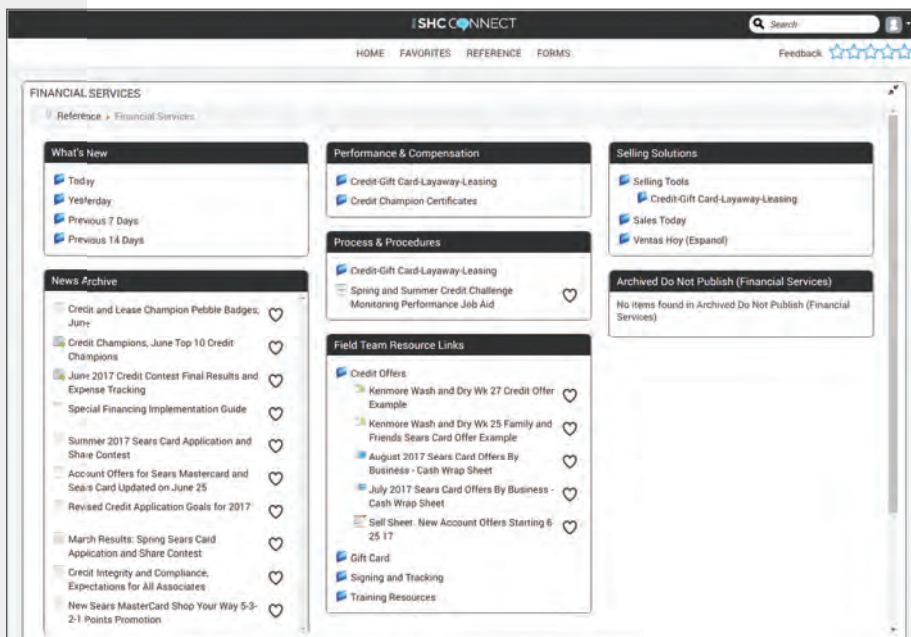 SHC CONNECT
Search
HOME FAVORITES REFERENCE FORMS
Feedback
FINANCIAL SERVICES
Reference ▸ Financial Services
What's New
Today
Yesterday
Previous 7 Days
Previous 14 Days
News Archive
Credit and Lease Champion Pebble Badges,
June
Credit Champions, June Top 10 Credit
Champions
June 2017 Credit Contest Final Results and
Expense Tracking
Special Financing Implementation Guide
Summer 2017 Sears Card Application and
Share Contest
Account Offers for Sears Mastercard and
Sears Card Updated on June 25
Revised Credit Application Goals for 2017
March Results: Spring Sears Card
Application and Share Contest
Credit Integrity and Compliance,
Expectations for All Associates
New Sears MasterCard Shop Your Way 5-3-
2-1 Points Promotion
Performance & Compensation
Credit-Gift Card-Layaway-Leasing
Credit Champion Certificates
Process & Procedures
Credit-Gift Card-Layaway-Leasing
Spring and Summer Credit Challenge
Monitoring Performance Job Aid
Field Team Resource Links
Credit Offers
Kenmore Wash and Dry Wk 27 Credit Offer
Example
Kenmore Wash and Dry Wk 25 Family and
Friends Sears Card Offer Example
August 2017 Sears Card Offers By
Business - Cash Wrap Sheet
July 2017 Sears Card Offers By Business -
Cash Wrap Sheet
Sell Sheet: New Account Offers Starting 6
25 17
Gift Card
Signing and Tracking
Training Resources
Selling Solutions
Selling Tools
Credit-Gift Card-Layaway-Leasing
Sales Today
Ventas Hoy (Espanol)
Archived Do Not Publish (Financial Services)
No items found in Archived Do Not Publish (Financial
Services)